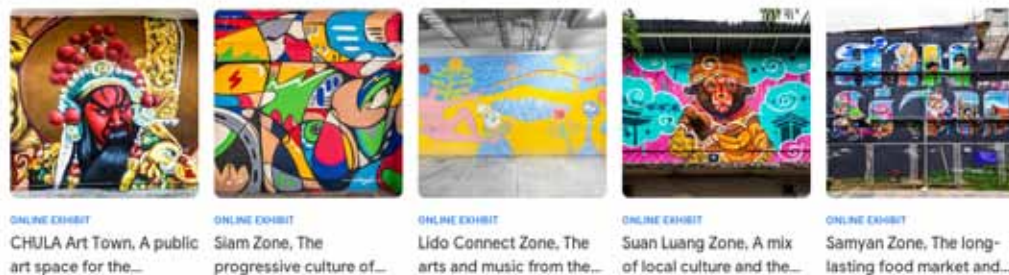 ONLINE EXHIBIT
CHULA Art Town, A public
art space for the...
ONLINE EXHIBIT
Siam Zone, The
progressive culture of...
ONLINE EXHIBIT
Lido Connect Zone, The
arts and music from the...
ONLINE EXHIBIT
Suan Luang Zone, A mix
of local culture and the...
ONLINE EXHIBIT
Samyan Zone, The long-
lasting food market and...